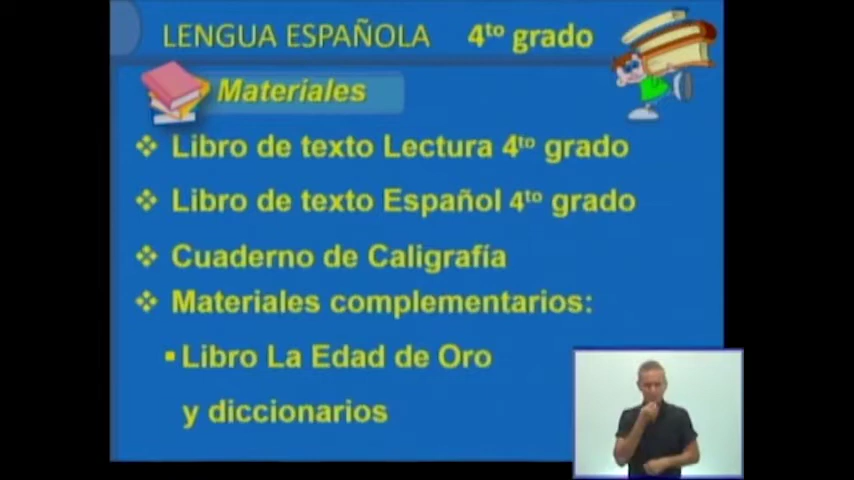 LENGUA ESPAÑOLA 4to grado
Materiales
❖ Libro de texto Lectura 4to grado
❖ Libro de texto Español 4to grado
❖ Cuaderno de Caligrafía
❖ Materiales complementarios:
▪ Libro La Edad de Oro
y diccionarios